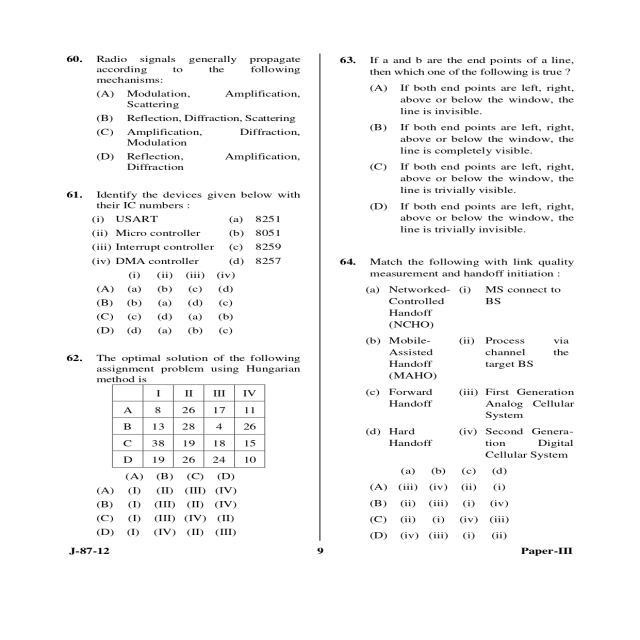 60. Radio signals generally propagate
according to the following
mechanisms:
(A) Modulation, Amplification,
Scattering
(B) Reflection, Diffraction, Scattering
(C) Amplification, Diffraction,
Modulation
(D) Reflection, Amplification,
Diffraction
61. Identify the devices given below with
their IC numbers :
(i) USART (a) 8251
(ii) Micro controller (b) 8051
(iii) Interrupt controller (c) 8259
(iv) DMA controller (d) 8257
(i) (ii) (iii) (iv)
(A) (a) (b) (c) (d)
(B) (b) (a) (d) (c)
(C) (c) (d) (a) (b)
(D) (d) (a) (b) (c)
62. The optimal solution of the following
assignment problem using Hungarian
method is
I II III IV
A 8 26 17 11
B 13 28 4 26
C 38 19 18 15
D 19 26 24 10
(A) (B) (C) (D)
(A) (I) (II) (III) (IV)
(B) (I) (III) (II) (IV)
(C) (I) (III) (IV) (II)
(D) (I) (IV) (II) (III)
63. If a and b are the end points of a line,
then which one of the following is true ?
(A) If both end points are left, right,
above or below the window, the
line is invisible.
(B) If both end points are left, right,
above or below the window, the
line is completely visible.
(C) If both end points are left, right,
above or below the window, the
line is trivially visible.
(D) If both end points are left, right,
above or below the window, the
line is trivially invisible.
64. Match the following with link quality
measurement and handoff initiation :
(a) Networked- (i) MS connect to
Controlled BS
Handoff
(NCHO)
(b) Mobile- (ii) Process via
Assisted channel the
Handoff target BS
(MAHO)
(c) Forward (iii) First Generation
Handoff Analog Cellular
System
(d) Hard (iv) Second Genera-
Handoff tion Digital
Cellular System
(a) (b) (c) (d)
(A) (iii) (iv) (ii) (i)
(B) (ii) (iii) (i) (iv)
(C) (ii) (i) (iv) (iii)
(D) (iv) (iii) (i) (ii)
J-87-12 9 Paper-III